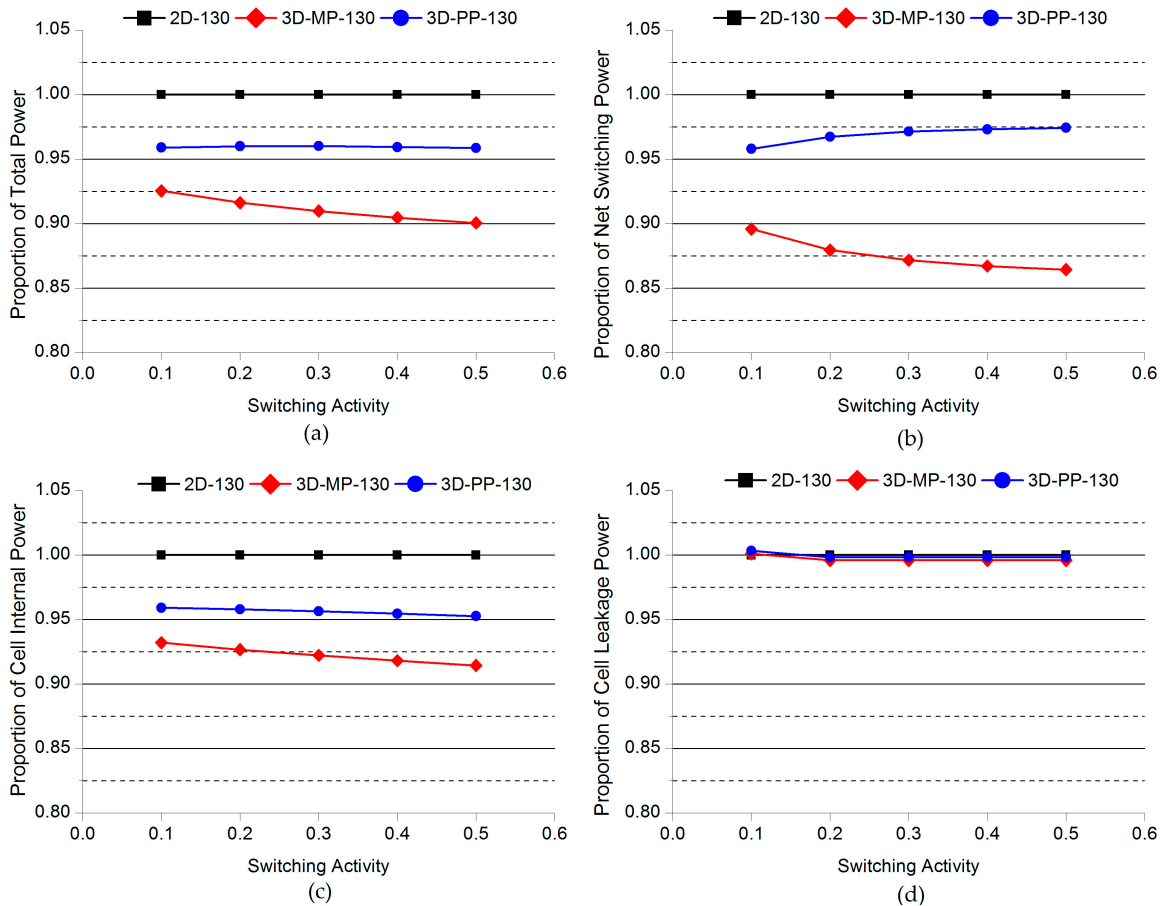 2D-130 3D-MP-130 3D-PP-130
Proportion of Total Power
1.05
1.00
0.95
0.90
0.85
0.80
0.0 0.1 0.2 0.3 0.4 0.5 0.6
Switching Activity
(a)
2D-130 3D-MP-130 3D-PP-130
Proportion of Net Switching Power
1.05
1.00
0.95
0.90
0.85
0.80
0.0 0.1 0.2 0.3 0.4 0.5 0.6
Switching Activity
(b)
2D-130 3D-MP-130 3D-PP-130
Proportion of Cell Internal Power
1.05
1.00
0.95
0.90
0.85
0.80
0.0 0.1 0.2 0.3 0.4 0.5 0.6
Switching Activity
(c)
2D-130 3D-MP-130 3D-PP-130
Proportion of Cell Leakage Power
1.05
1.00
0.95
0.90
0.85
0.80
0.0 0.1 0.2 0.3 0.4 0.5 0.6
Switching Activity
(d)